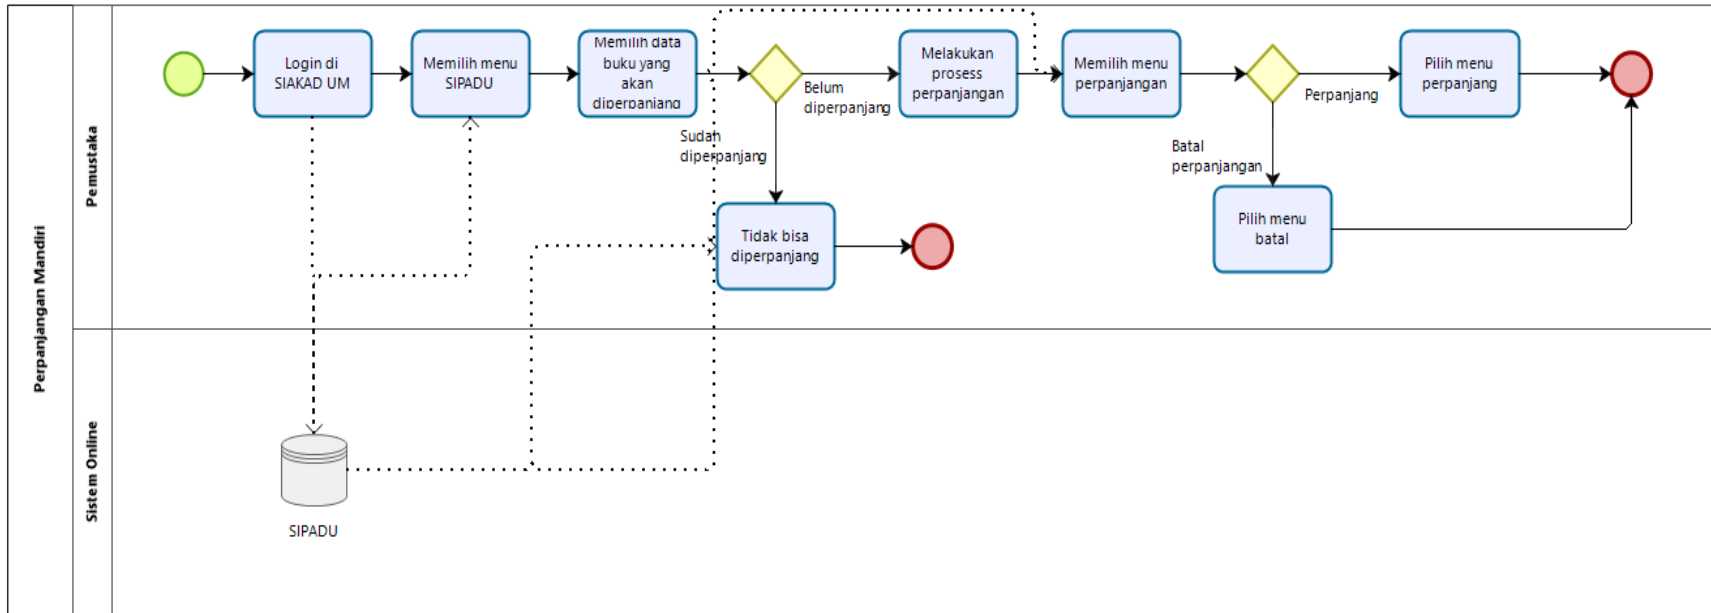 Perpanjangan Mandiri
Pemustaka
Login di
SIAKAD UM
Memilih menu
SIPADU
Memilih data
buku yang
akan
diperpanjang
Belum
diperpanjang
Sudah
diperpanjang
Melakukan
prosess
perpanjangan
Memilih menu
perpanjangan
Perpanjang
Batal
perpanjangan
Pilih menu
perpanjang
Pilih menu
batal
Tidak bisa
diperpanjang
Sistem Online
SIPADU